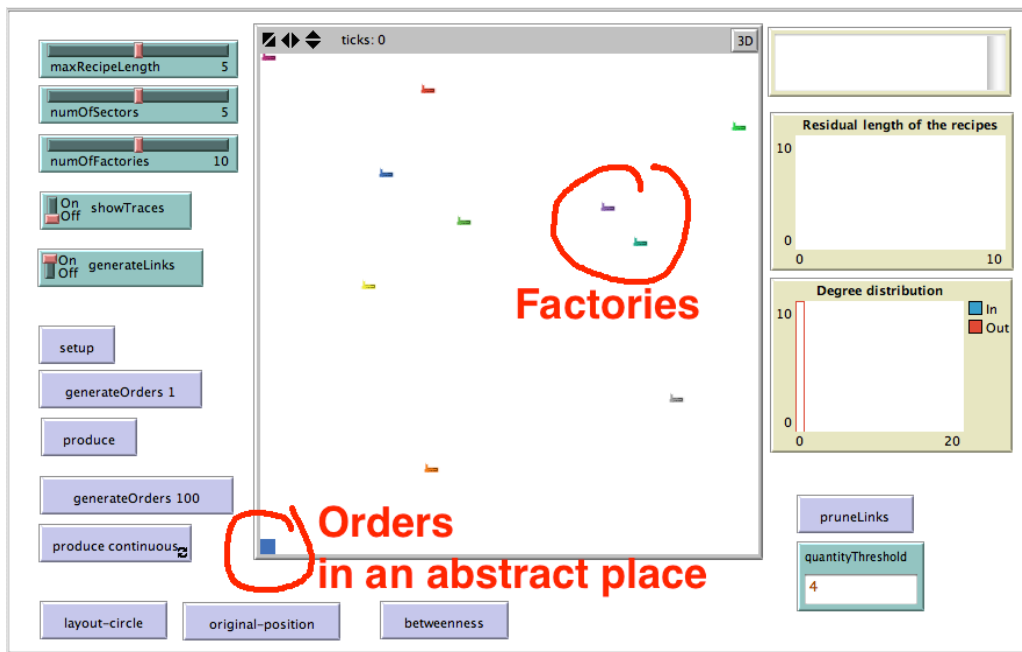 ticks: 0
3D
maxRecipeLength 5
numOfSectors 5
numOfFactories 10
On
Off
showTraces
On
Off
generateLinks
setup
generateOrders 1
produce
generateOrders 100
produce continuous
layout-circle
original-position
betweenness
Factories
Orders
in an abstract place
Residual length of the recipes
10
0
0 10
Degree distribution
10
In
Out
0
0 20
pruneLinks
quantityThreshold
4